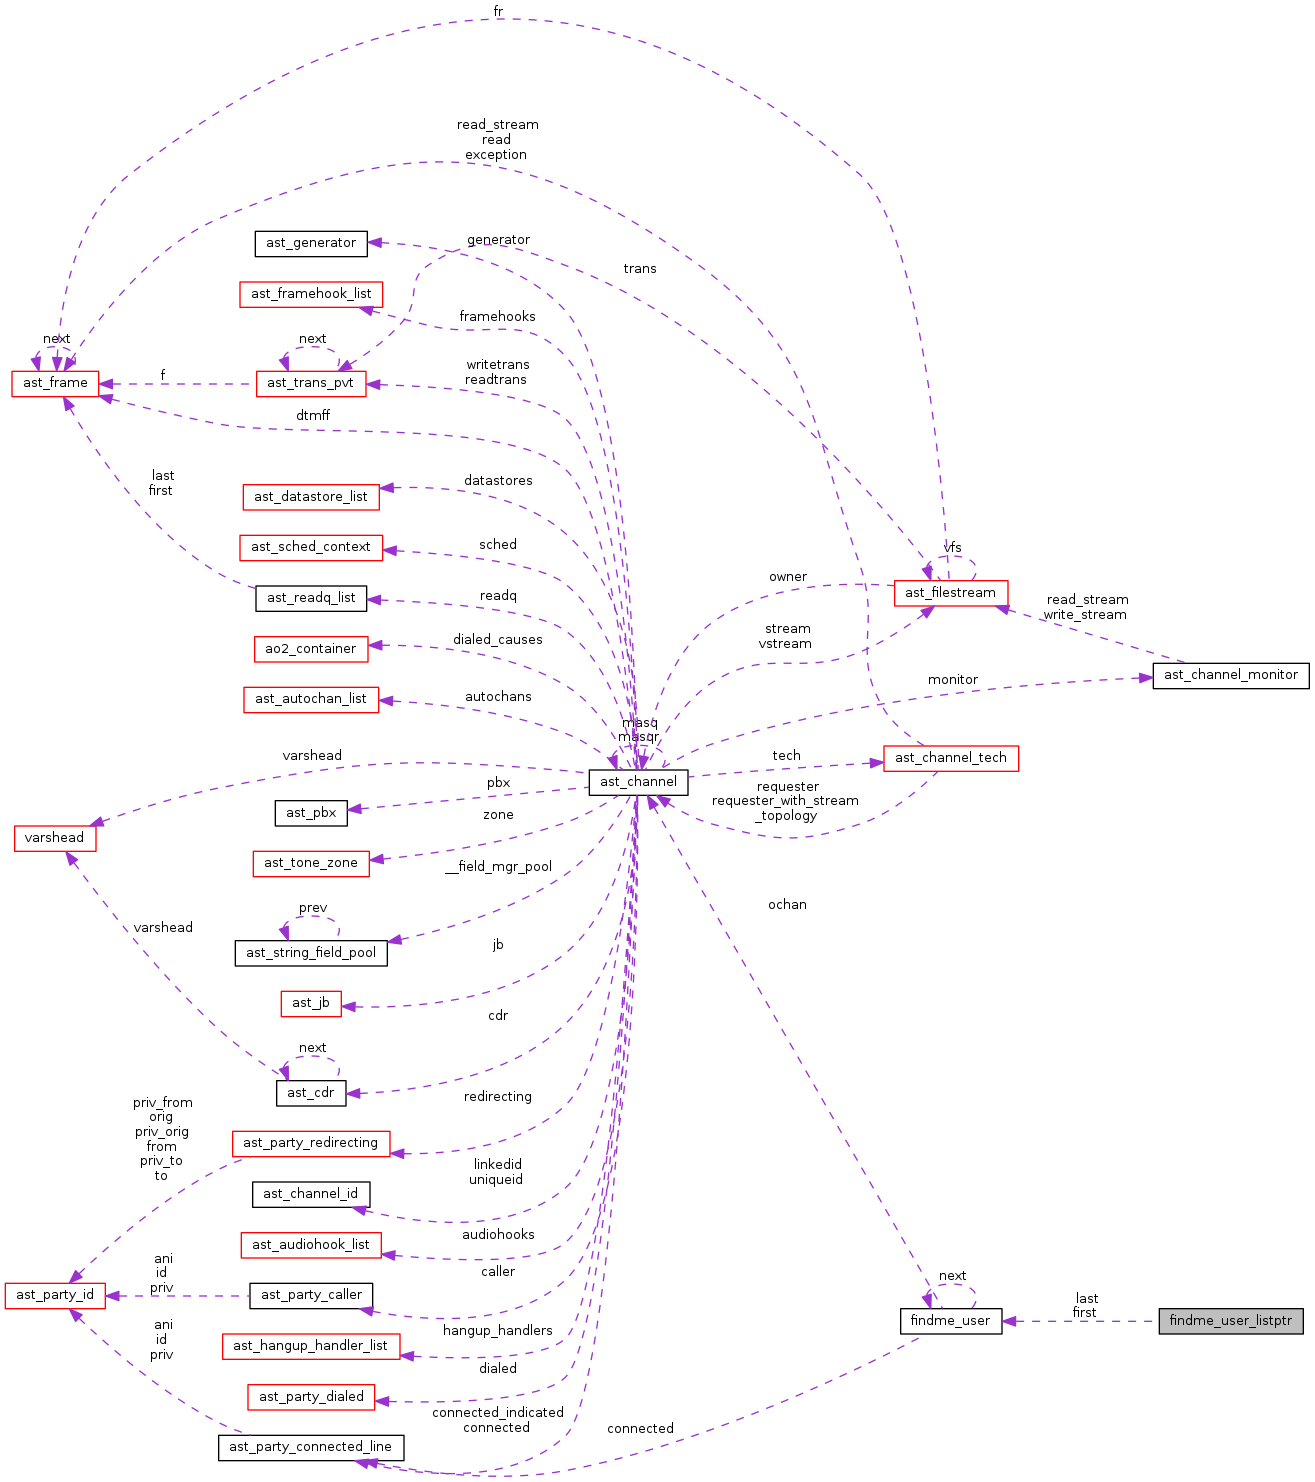 fr
read_stream
read
exception
generator
ast_generator
trans
ast_framehook_list
framehooks
next
next
writetrans
readtrans
ast_frame
f
ast_trans_pvt
dtmff
last
first
datastores
ast_datastore_list
sched
ast_sched_context
vfs
owner
ast_filestream
readq
ast_readq_list
read_stream
write_stream
stream
vstream
dialed_causes
ao2_container
ast_channel_monitor
monitor
autochans
ast_autochan_list
masq
masqr
varshead
tech
ast_channel_tech
ast_channel
pbx
requester
requester_with_stream
_topology
ast_pbx
zone
varshead
ast_tone_zone
__field_mgr_pool
ochan
prev
varshead
jb
ast_string_field_pool
ast_jb
cdr
next
ast_cdr
redirecting
priv_from
orig
priv_orig
from
priv_to
to
ast_party_redirecting
linkedid
uniqueid
ast_channel_id
audiohooks
ast_audiohook_list
ani
id
priv
caller
next
ast_party_id
ast_party_caller
last
first
findme_user
findme_user_listptr
ani
id
priv
hangup_handlers
ast_hangup_handler_list
dialed
ast_party_dialed
connected_indicated
connected
connected
ast_party_connected_line